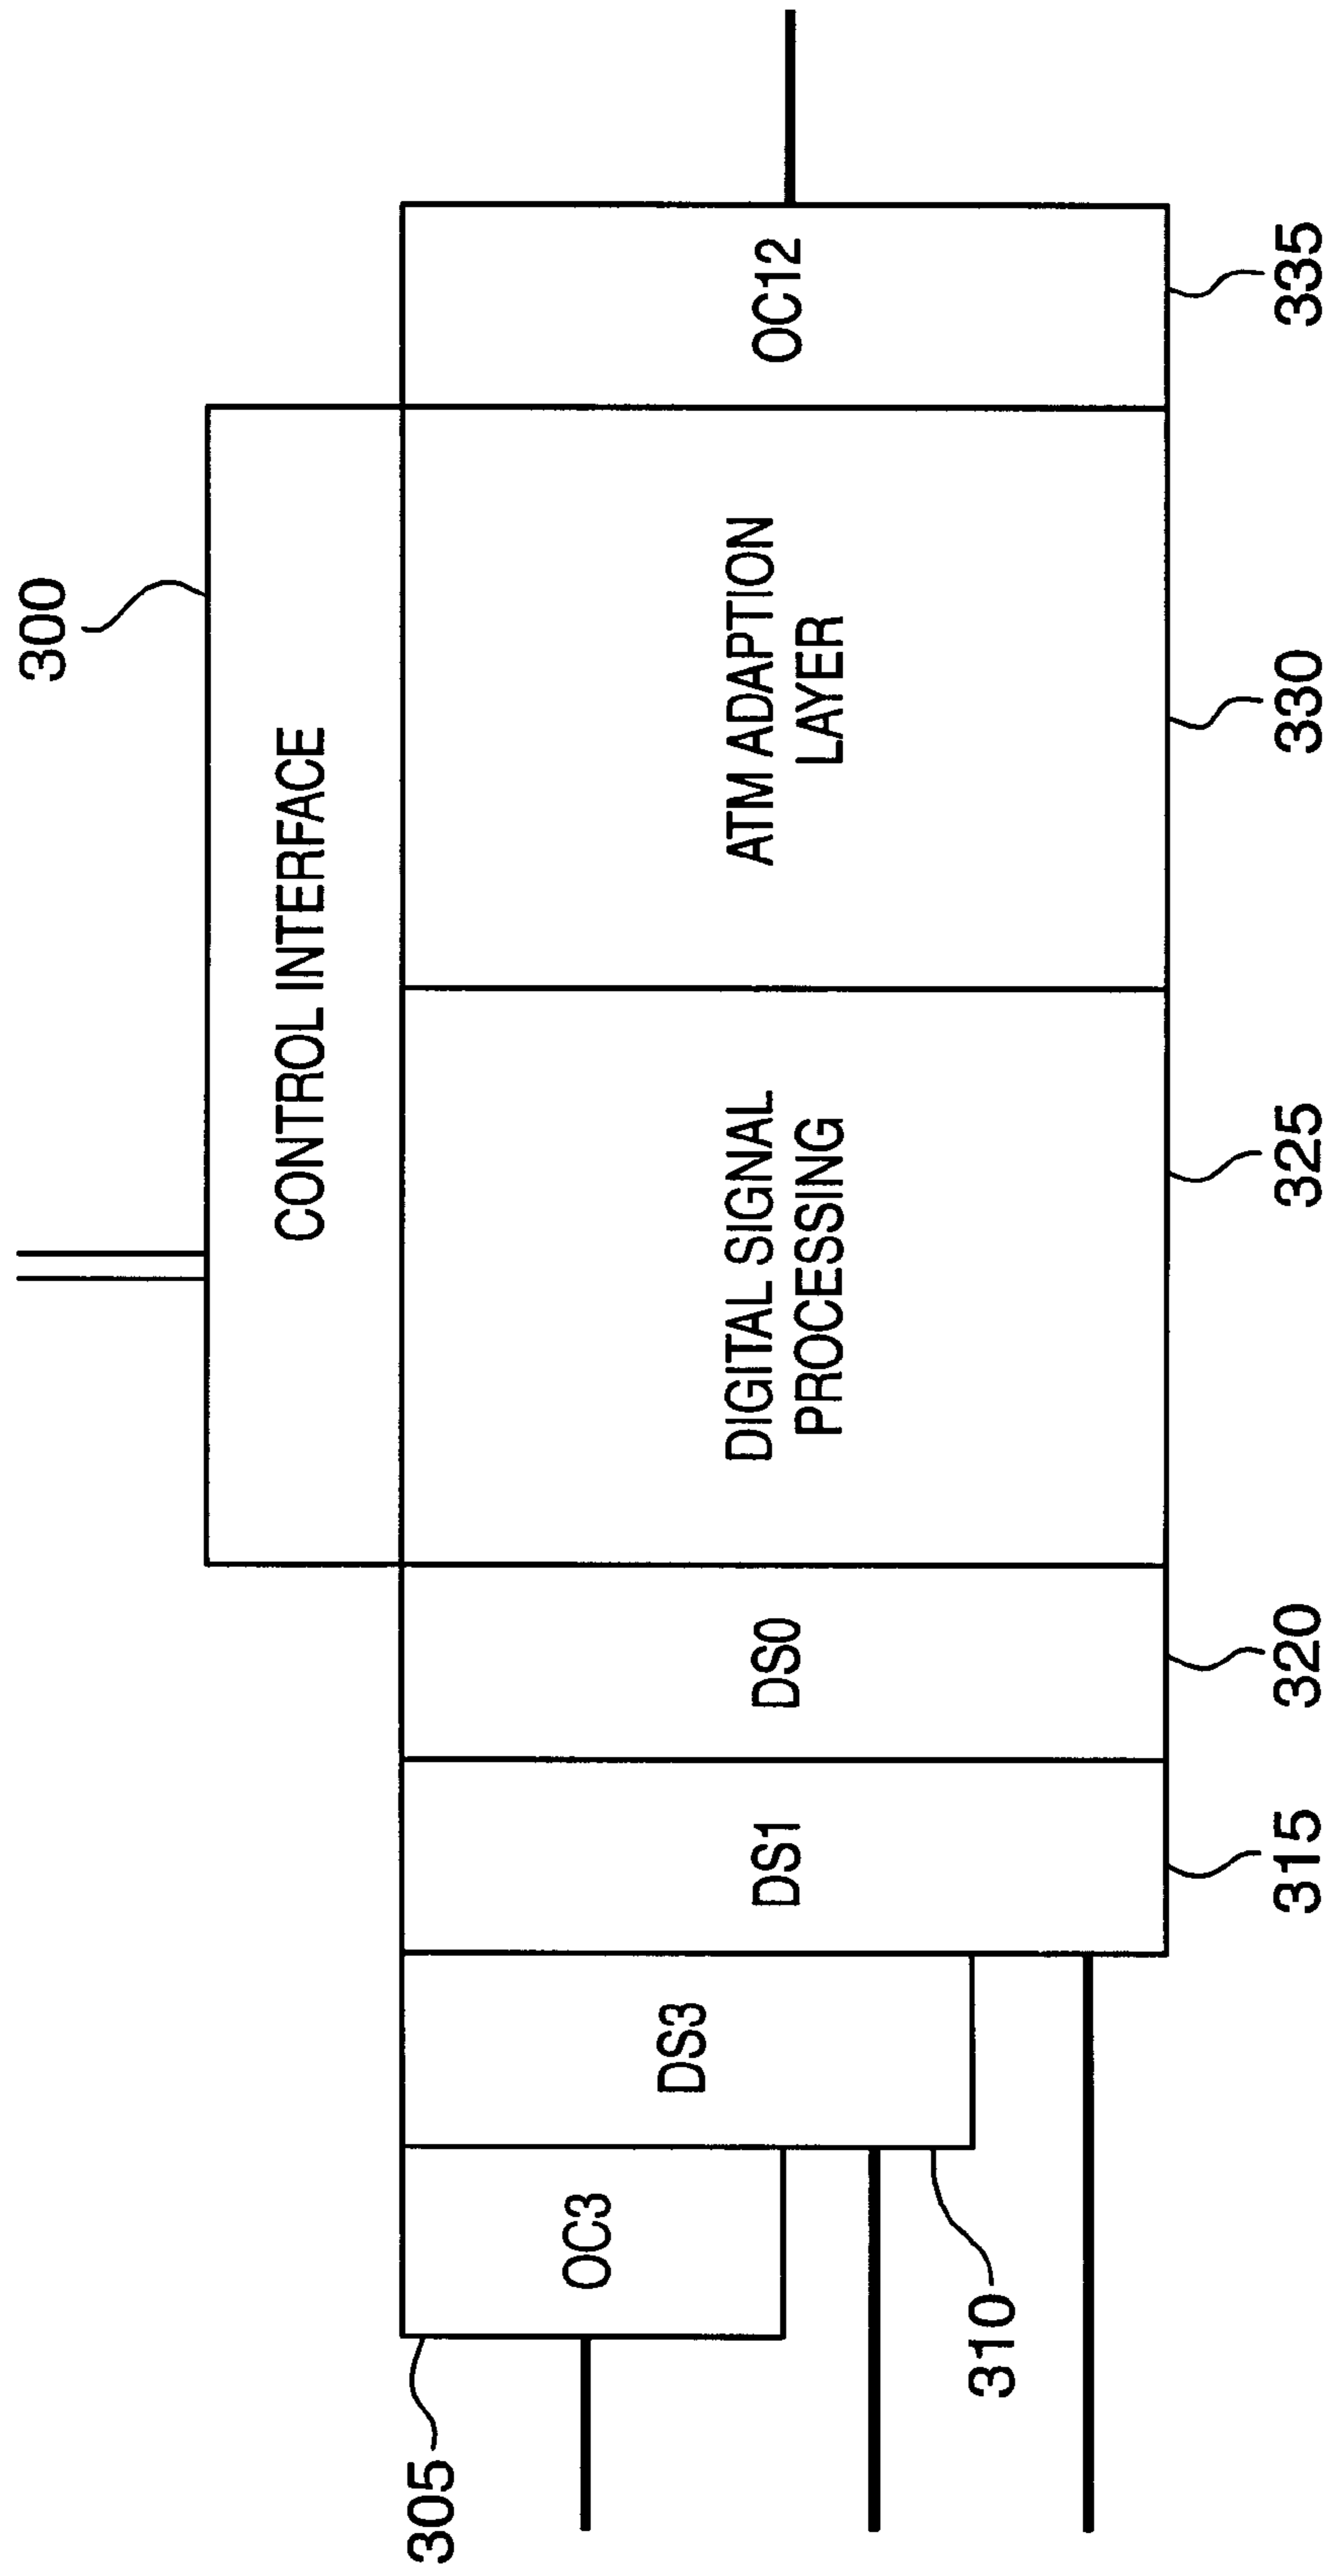 300
CONTROL INTERFACE
OC3
DS3
DS1
DS0
DIGITAL SIGNAL
PROCESSING
ATM ADAPTION
LAYER
OC12
305
310
315
320
325
330
335